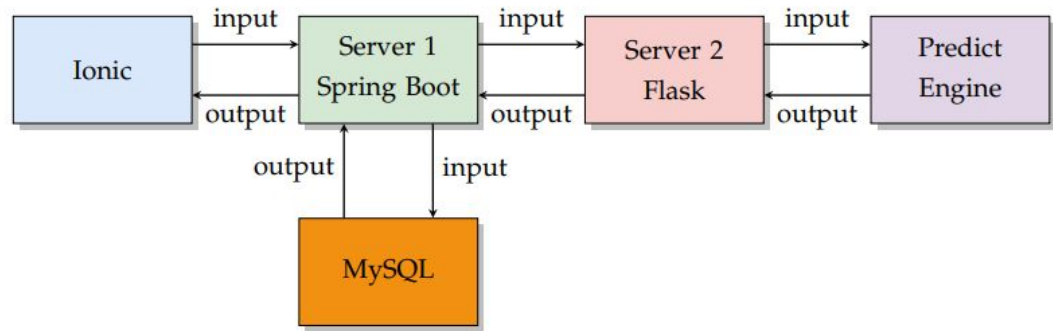 input
input
input
Ionic
Server 1
Spring Boot
Server 2
Flask
Predict
Engine
output
output
output
output
input
MySQL